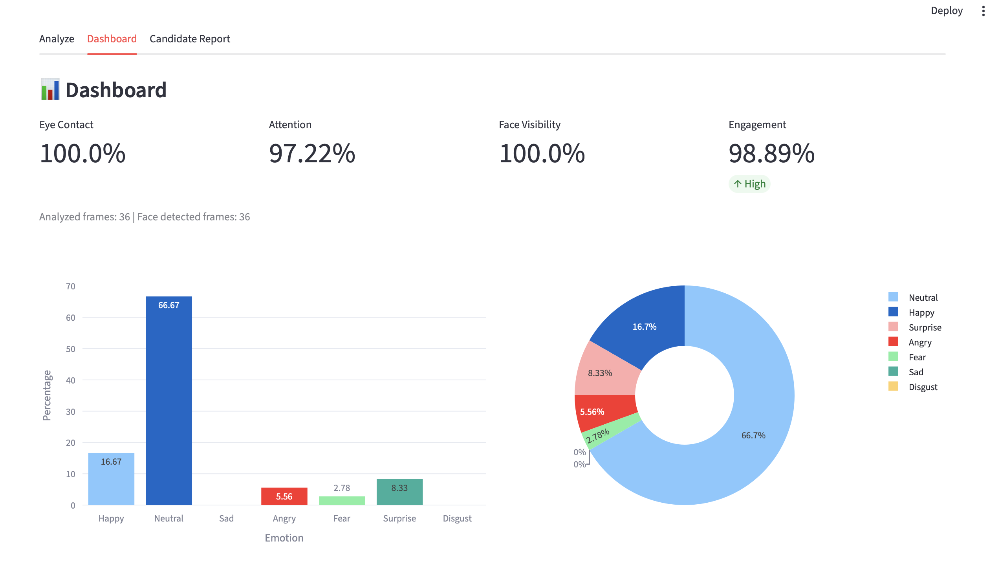 Deploy
Analyze Dashboard Candidate Report
Dashboard
Eye Contact Attention Face Visibility Engagement
100.0% 97.22% 100.0% 98.89%
↑ High
Analyzed frames: 36 | Face detected frames: 36
70
60
50
40
30
20
10
0
Percentage
16.67
66.67
5.56
2.78
8.33
Happy Neutral Sad Angry Fear Surprise Disgust
Emotion
16.7%
8.33%
5.56%
2.78%
0%
0%
66.7%
Neutral
Happy
Surprise
Angry
Fear
Sad
Disgust